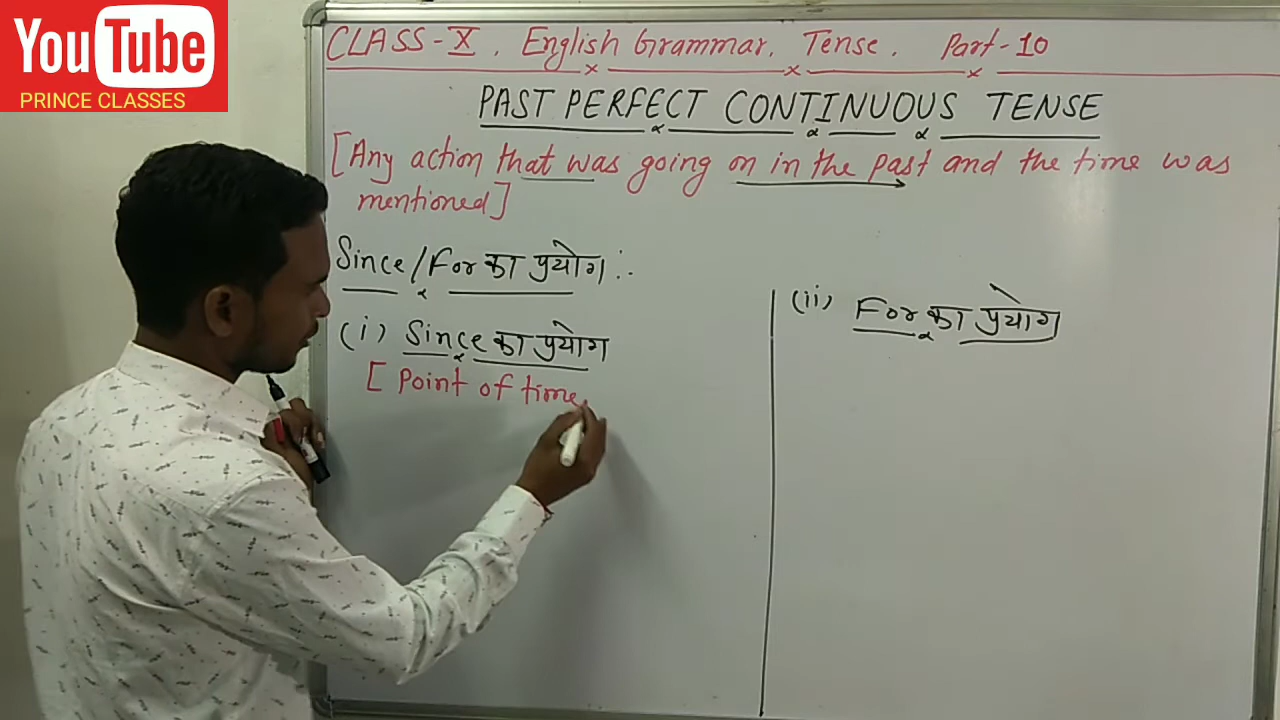 YouTube
PRINCE CLASSES
CLASS-X. English Grammar. Tense. Part-10
PAST PERFECT CONTINUOUS TENSE
[Any action that was going on in the past and the time was
mentioned]
Since/For का प्रयोग:.
(i) Since का प्रयोग
[ Point of time
(ii) For का प्रयोग